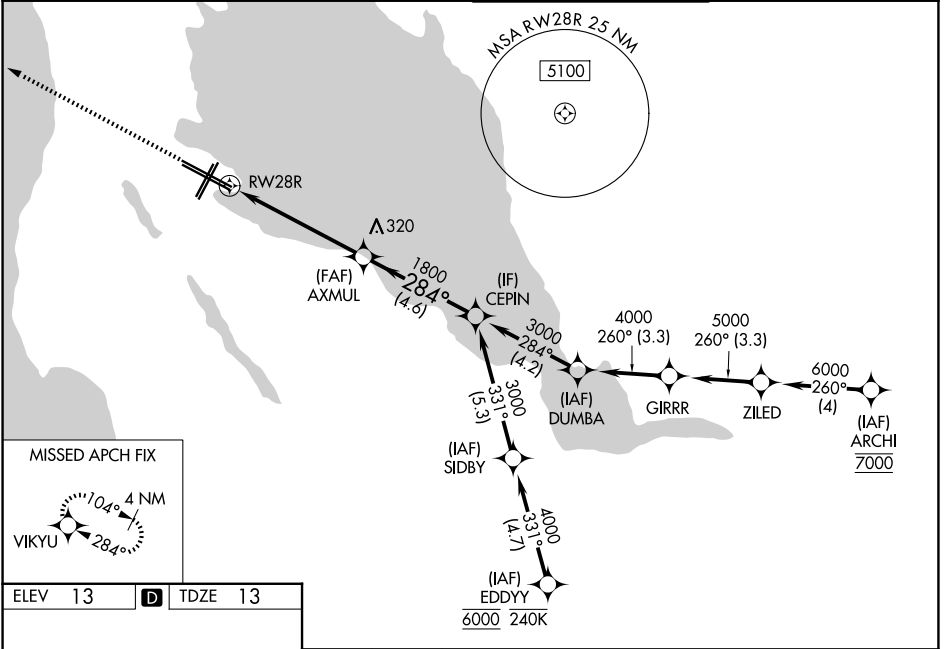 MSA RW28R 25 NM
5100
RW28R
320
(FAF)
AXMUL
1800
284°
(4.6)
(IF)
CEPIN
3000
284°
(4.2)
4000
260° (3.3)
5000
260° (3.3)
6000
260°
(4)
(IAF)
DUMBA
GIRRR
ZILED
(IAF)
ARCHI
7000
3000
331°
(5.3)
(IAF)
SIDBY
4000
331°
(4.7)
(IAF)
EDDYY
6000 240K
MISSED APCH FIX
104°
4 NM
VIKYU
284°
ELEV 13 D TDZE 13